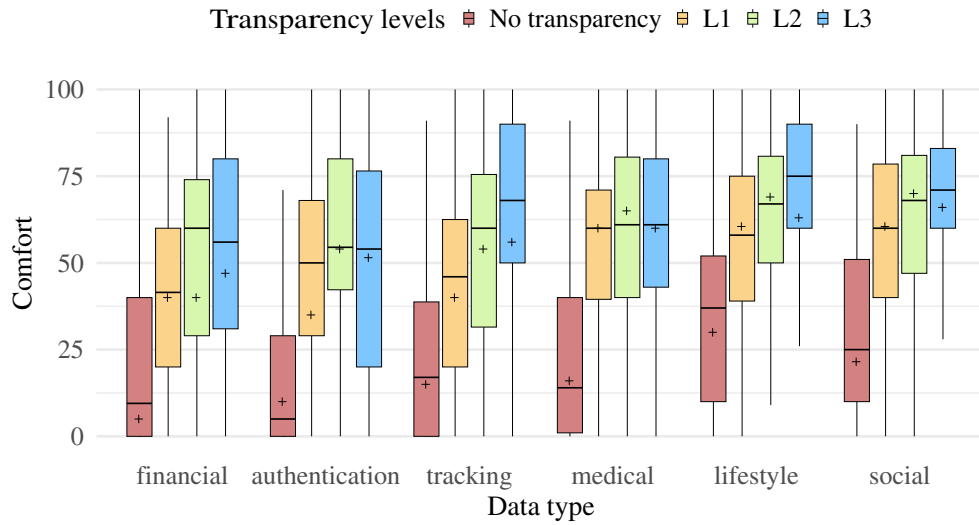 Transparency levels No transparency L1 L2 L3
Comfort
100
75
50
25
0
financial authentication tracking medical lifestyle social
Data type